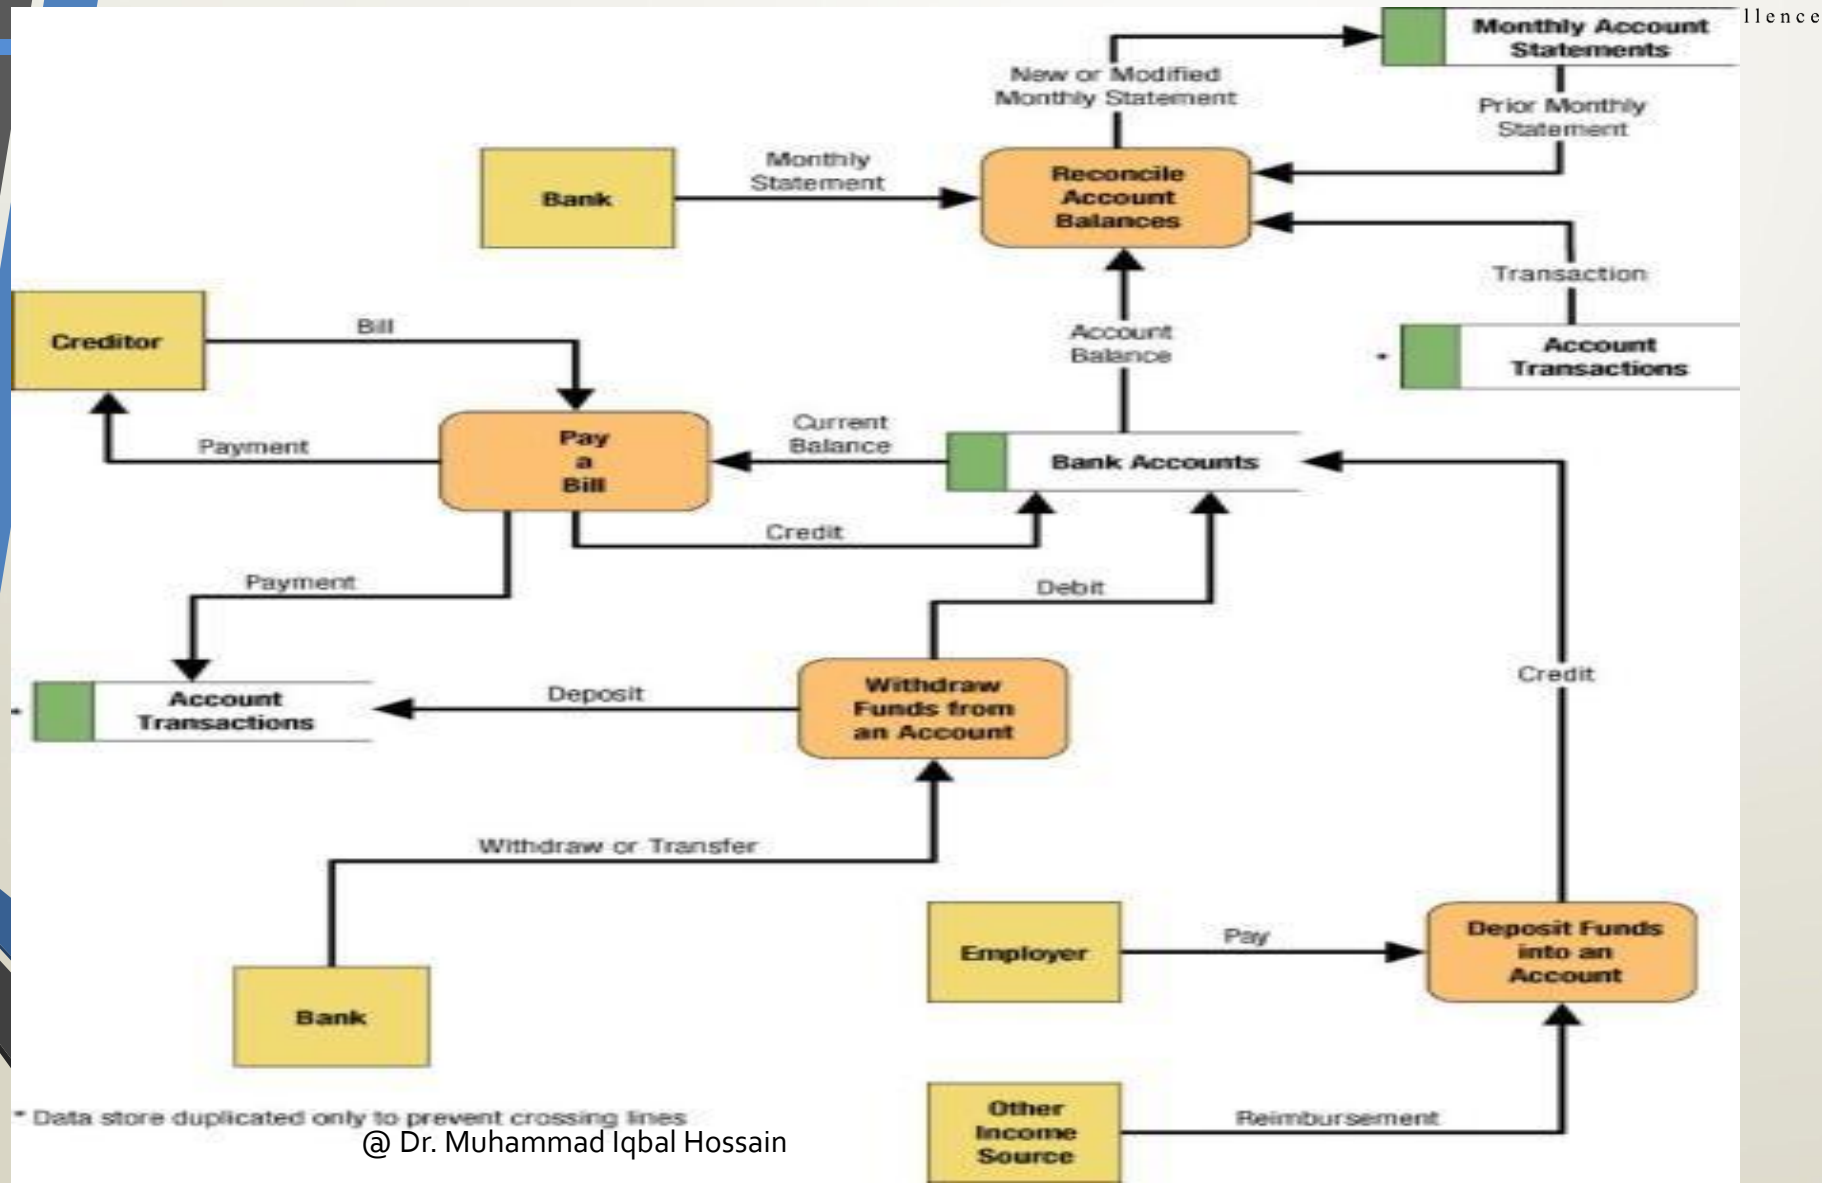 llence
Monthly Account
Statements
New or Modified
Monthly Statement
Prior Monthly
Statement
Bank
Monthly
Statement
Reconcile
Account
Balances
Transaction
Creditor
Bill
Account
Balance
* Account
Transactions
Payment
Pay
a
Bill
Current
Balance
Bank Accounts
Credit
Payment
Debit
* Account
Transactions
Deposit
Withdraw
Funds from
an Account
Credit
Withdraw or Transfer
Employer
Pay
Deposit Funds
into an
Account
Bank
Other
Income
Source
Reimbursement
* Data store duplicated only to prevent crossing lines
@ Dr. Muhammad Iqbal Hossain